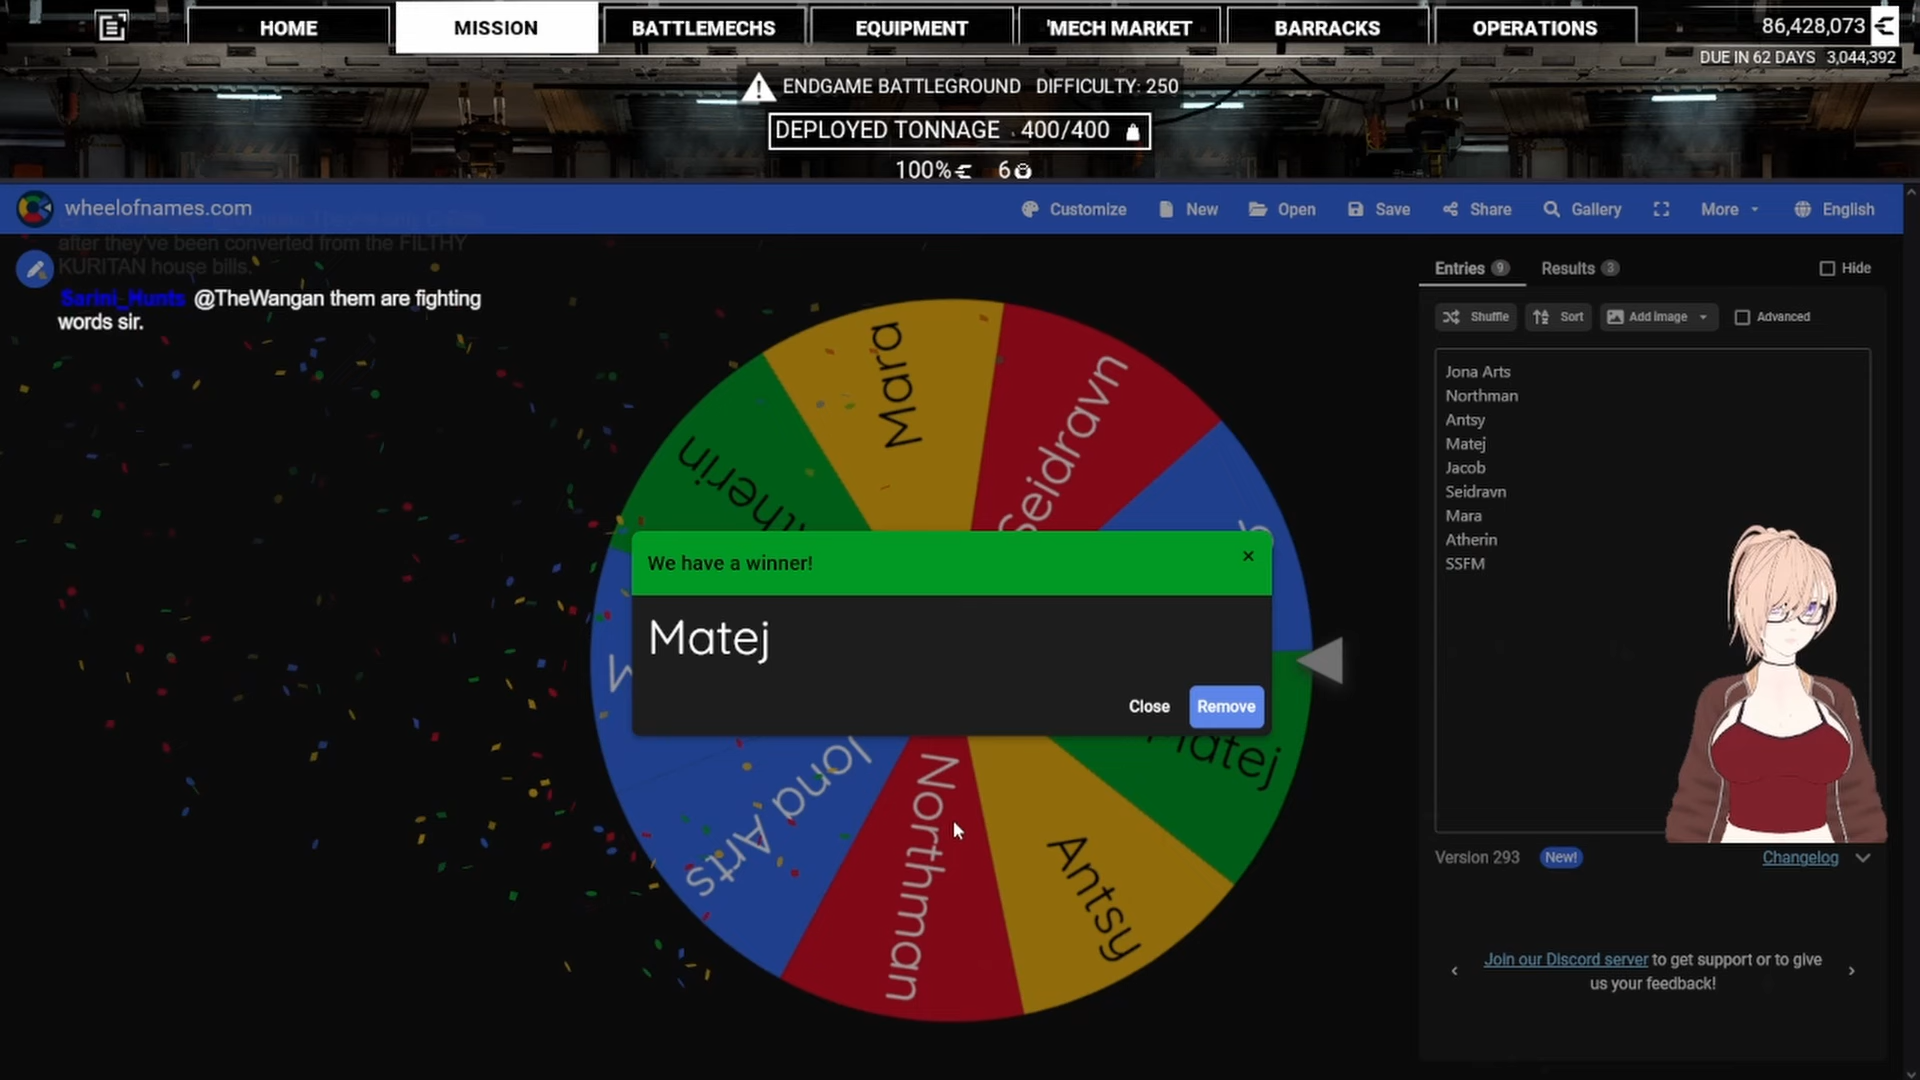 HOME
MISSION
BATTLEMECHS
EQUIPMENT
'MECH MARKET
BARRACKS
OPERATIONS
86,428,073
DUE IN 62 DAYS 3,044,392
ENDGAME BATTLEGROUND DIFFICULTY: 250
DEPLOYED TONNAGE 400/400
100% 6
wheelofnames.com
Customize
New
Open
Save
Share
Gallery
More
English
after they've been converted from the FILTHY
KURITAN house bills.
Sarini_Hunts @TheWangan them are fighting
words sir.
Entries 9
Results 3
Hide
Shuffle
Sort
Add image
Advanced
Jona Arts
Northman
Antsy
Matej
Jacob
Seidravn
Mara
Atherin
SSFM
Mara
Seidravn
therin
We have a winner!
Matej
Close
Remove
Matej
Jona Arts
Northman
Antsy
Version 293
New!
Changelog
Join our Discord server to get support or to give
us your feedback!